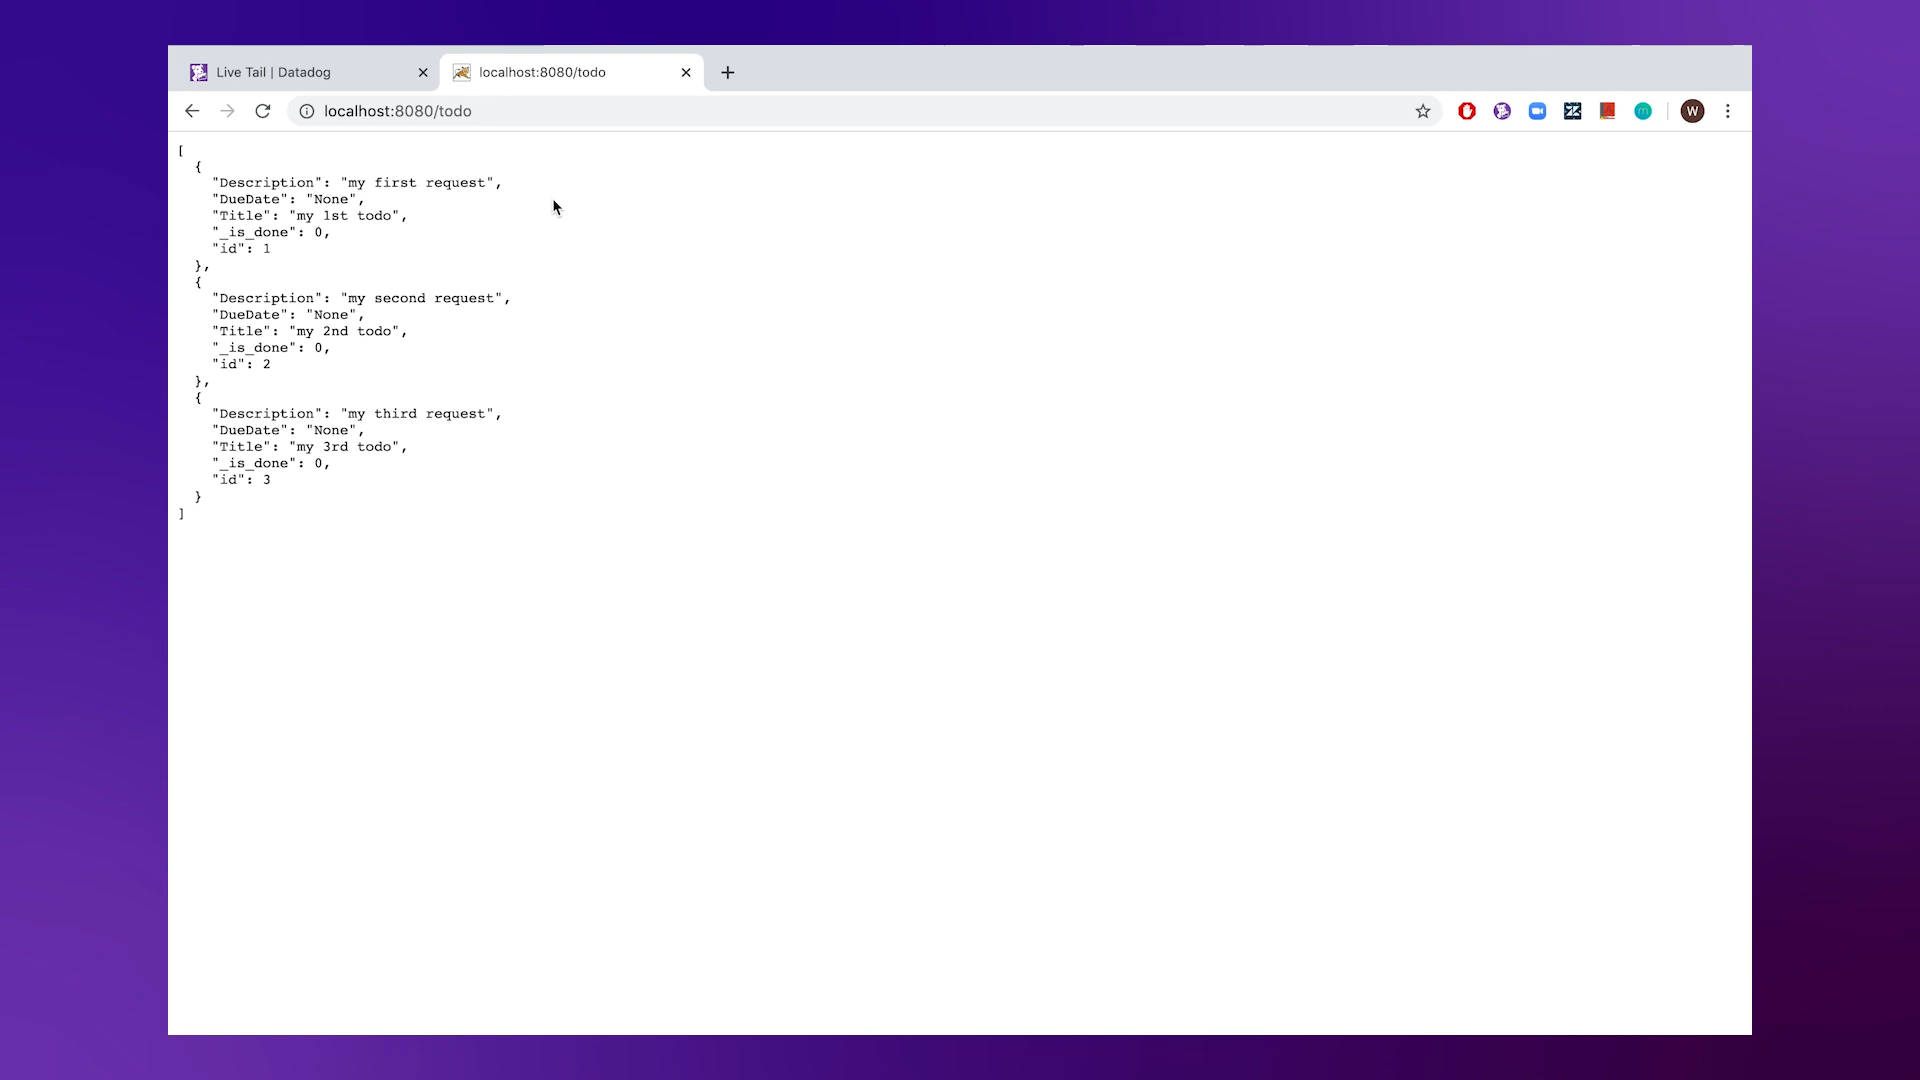 Live Tail | Datadog
localhost:8080/todo
localhost:8080/todo
W
[
  {
    "Description": "my first request",
    "DueDate": "None",
    "Title": "my 1st todo",
    "_is_done": 0,
    "id": 1
  },
  {
    "Description": "my second request",
    "DueDate": "None",
    "Title": "my 2nd todo",
    "_is_done": 0,
    "id": 2
  },
  {
    "Description": "my third request",
    "DueDate": "None",
    "Title": "my 3rd todo",
    "_is_done": 0,
    "id": 3
  }
]